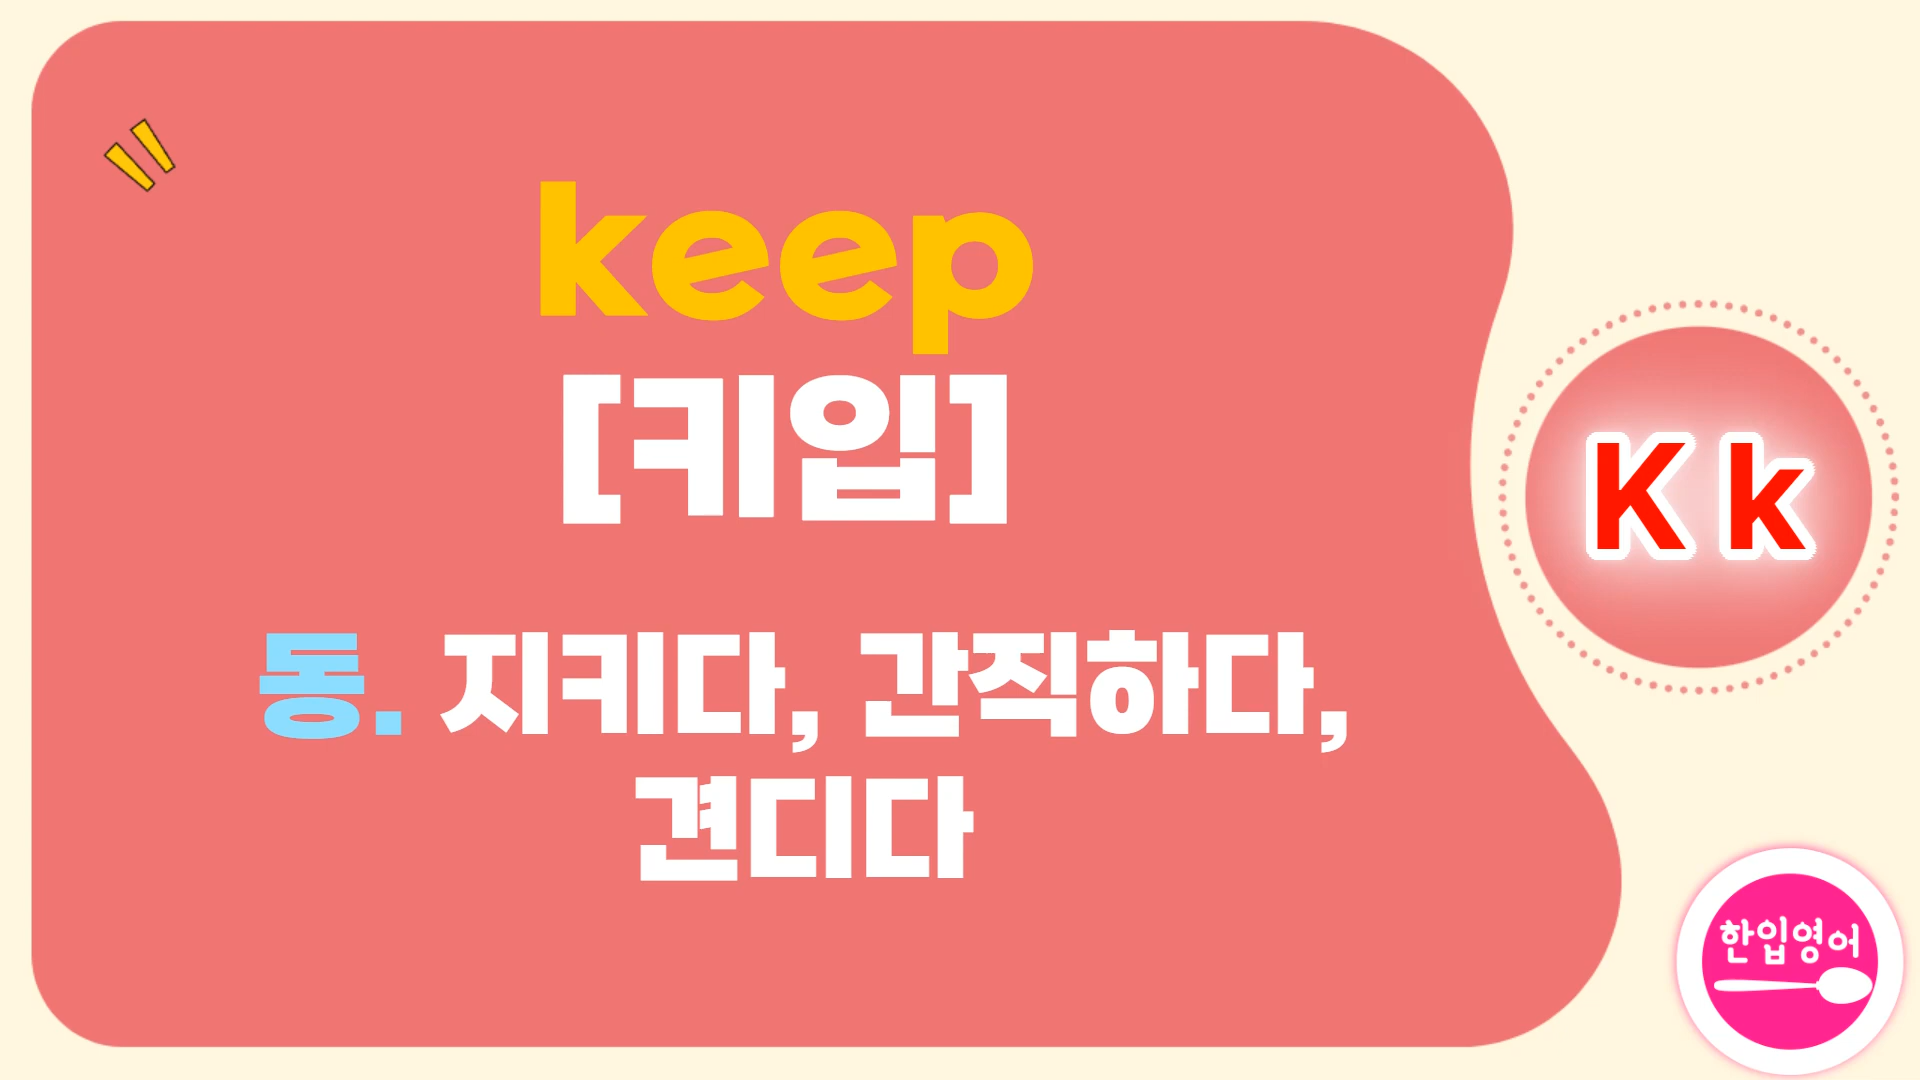 keep
[키입]
동. 지키다, 간직하다,
견디다
K k
한입영어